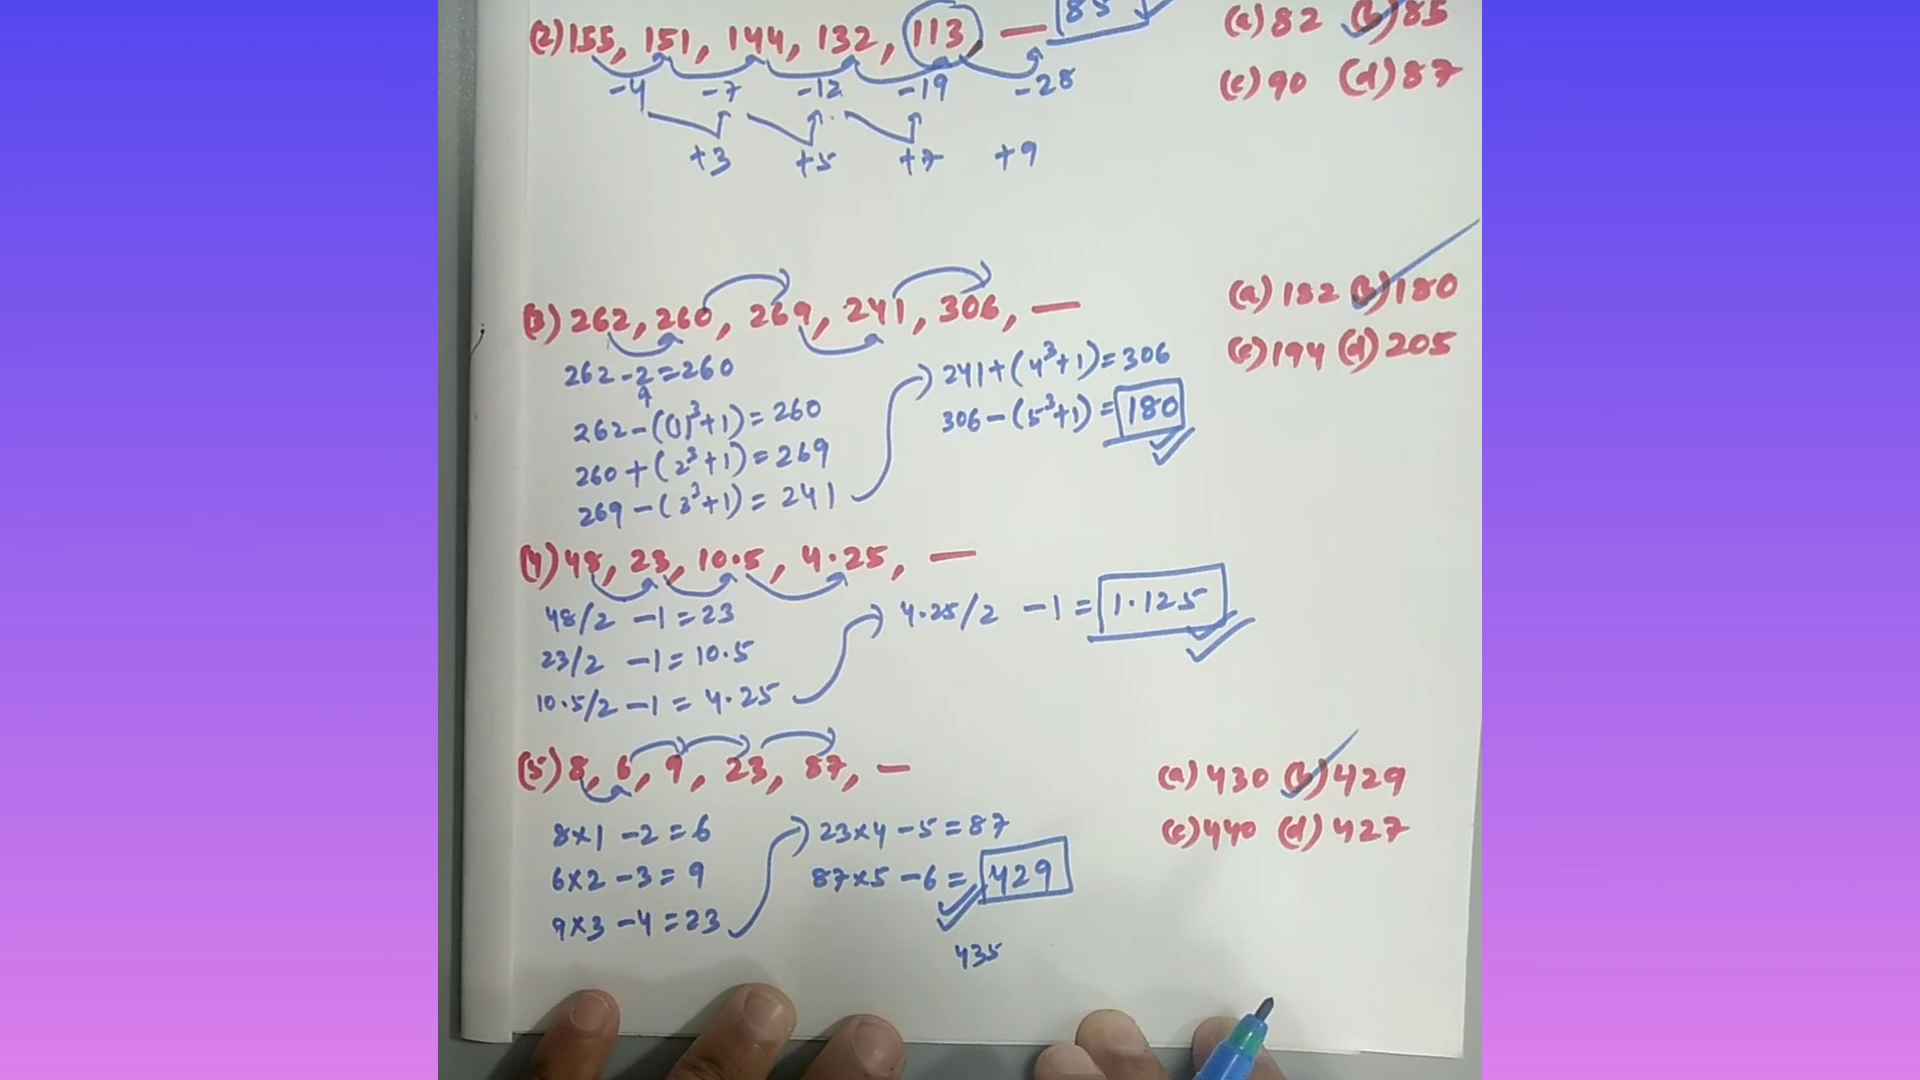 (2) 155, 151, 144, 132, 113, — 85
-4 -7 -12 -19 -28
+3 +5 +7 +9
(a) 82 (b) 85
(c) 90 (d) 87
(3) 262, 260, 269, 241, 306, —
262-2=260
262-((1)³+1)=260
260+(2³+1)=269
269-(3³+1)=241
241+(4³+1)=306
306-(5³+1)=180
(a) 182 (b) 180
(c) 194 (d) 205
(4) 48, 23, 10.5, 4.25, —
48/2 -1=23
23/2 -1=10.5
10.5/2 -1=4.25
4.25/2 -1=1.125
(5) 8, 6, 9, 23, 87, —
8×1 -2=6
6×2 -3=9
9×3 -4=23
23×4 -5=87
87×5 -6=429
435
(a) 430 (b) 429
(c) 440 (d) 427